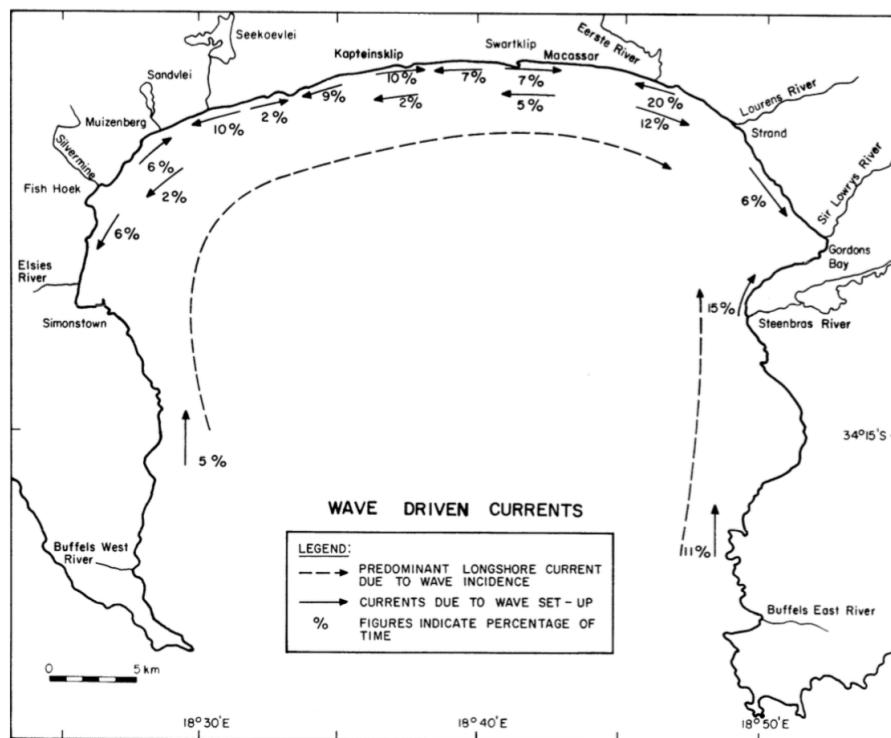 Seekoevlei
Sandvlei
Muizenberg
Silvermine
Fish Hoek
Elsies River
Simonstown
Kapteinsklip
Swartklip
Macassar
Eerste River
Lourens River
Strand
Sir Lowrys River
Gordons
Bay
Steenbras River
10%
7%
7%
9%
2%
5%
20%
12%
2%
10%
6%
2%
6%
6%
15%
34°15'S
5%
11%
Buffels West
River
Buffels East River
WAVE DRIVEN CURRENTS
LEGEND:
PREDOMINANT LONGSHORE CURRENT
DUE TO WAVE INCIDENCE
CURRENTS DUE TO WAVE SET-UP
% FIGURES INDICATE PERCENTAGE OF
TIME
0 5 km
18°30'E
18°40'E
18°50'E